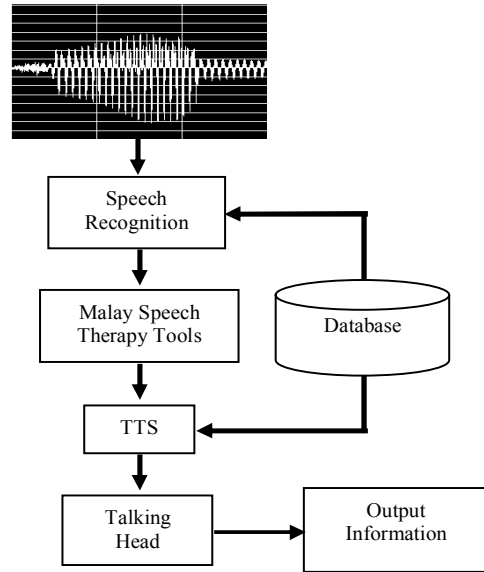 Speech
Recognition
Malay Speech
Therapy Tools
Database
TTS
Talking
Head
Output
Information